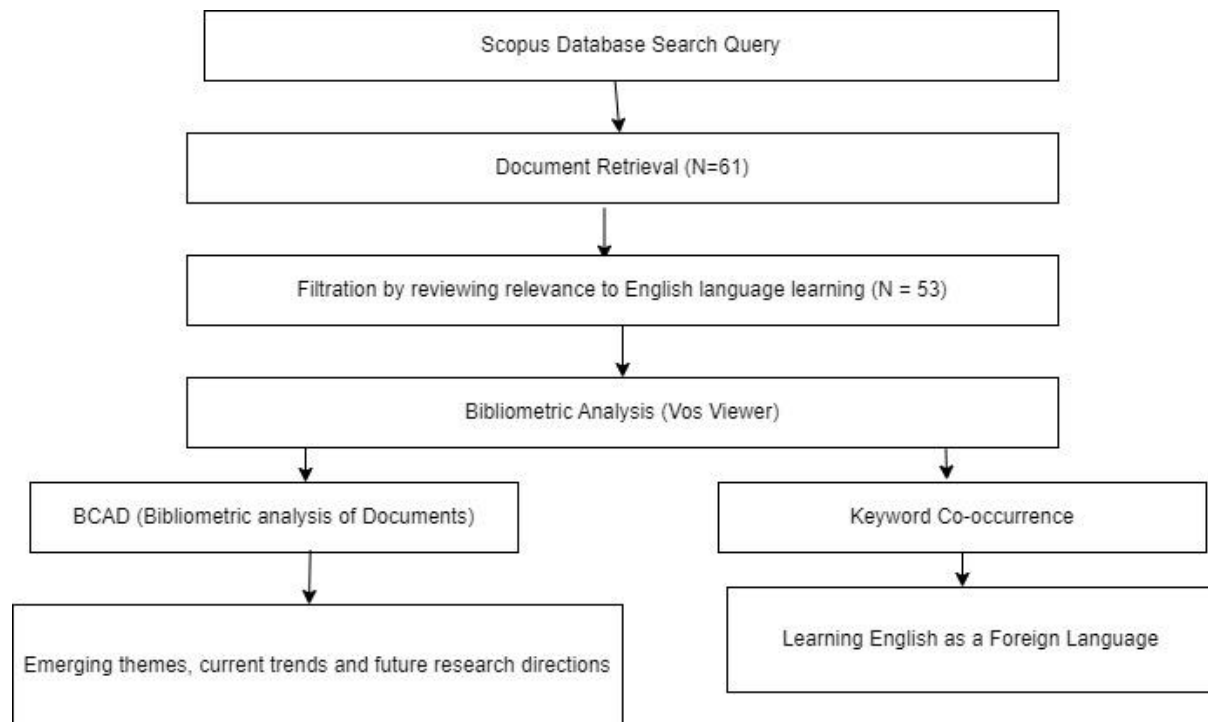 Scopus Database Search Query
Document Retrieval (N=61)
Filtration by reviewing relevance to English language learning (N = 53)
Bibliometric Analysis (Vos Viewer)
BCAD (Bibliometric analysis of Documents)
Keyword Co-occurrence
Emerging themes, current trends and future research directions
Learning English as a Foreign Language